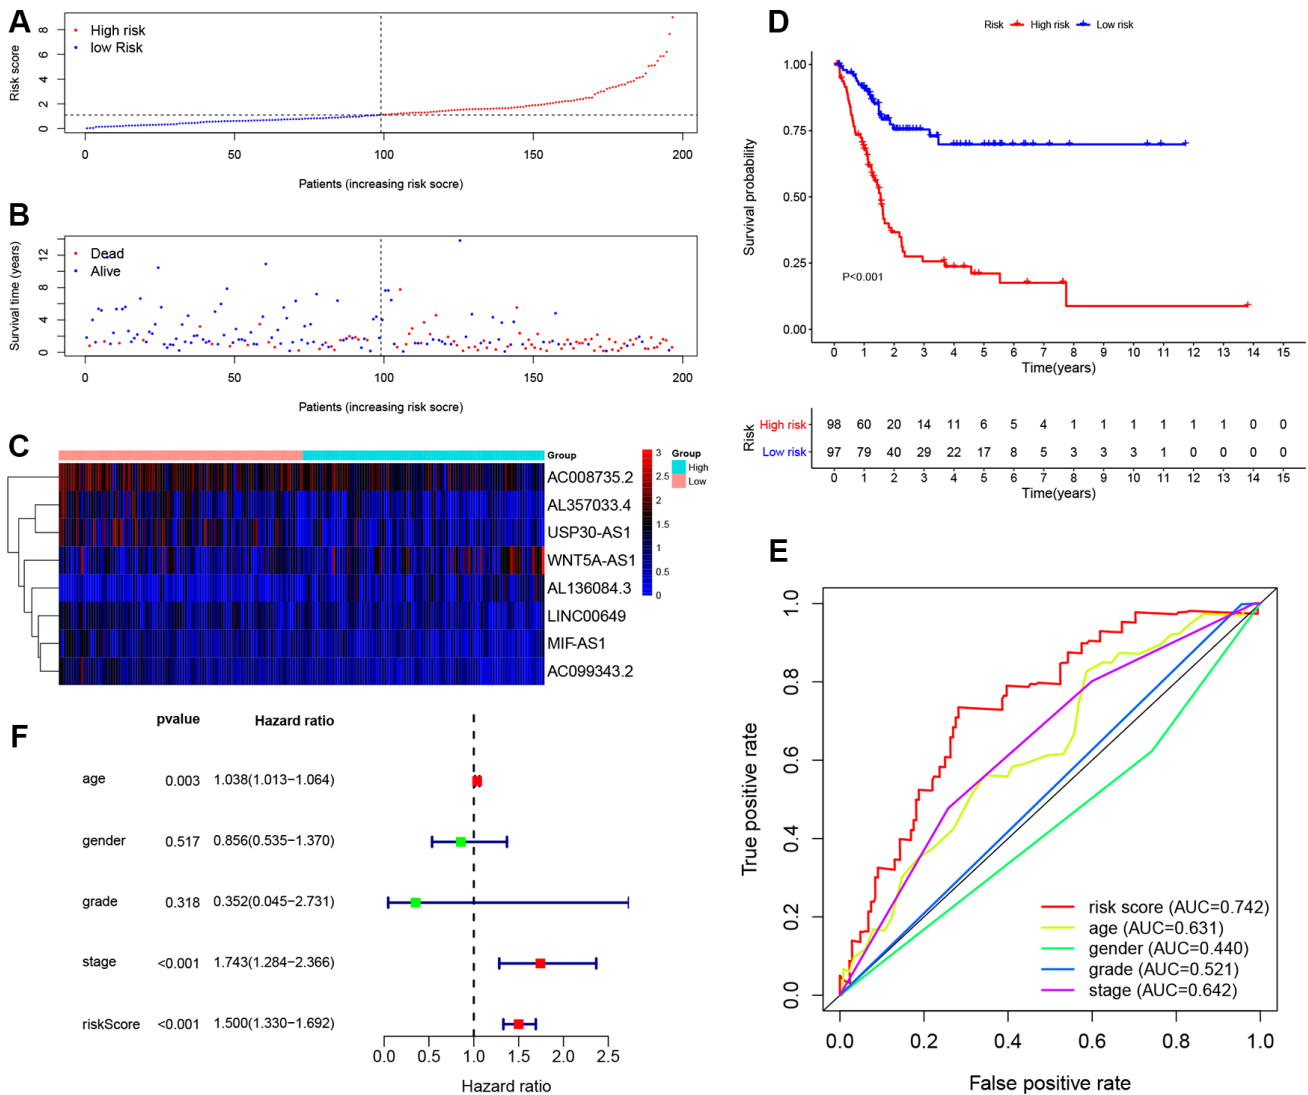 A
Risk score
8
6
4
2
0
High risk
low Risk
0 50 100 150 200
Patients (increasing risk socre)
B
Survival time (years)
12
8
4
0
Dead
Alive
0 50 100 150 200
Patients (increasing risk socre)
C
Group
AC008735.2
AL357033.4
USP30-AS1
WNT5A-AS1
AL136084.3
LINC00649
MIF-AS1
AC099343.2
3
2.5
2
1.5
1
0.5
0
Group
High
Low
D
Risk High risk Low risk
Survival probability
1.00
0.75
0.50
0.25
0.00
P<0.001
0 1 2 3 4 5 6 7 8 9 10 11 12 13 14 15
Time(years)
Risk
High risk 98 60 20 14 11 6 5 4 1 1 1 1 1 1 0 0
Low risk 97 79 40 29 22 17 8 5 3 3 3 1 0 0 0 0
0 1 2 3 4 5 6 7 8 9 10 11 12 13 14 15
Time(years)
E
True positive rate
1.0
0.8
0.6
0.4
0.2
0.0
risk score (AUC=0.742)
age (AUC=0.631)
gender (AUC=0.440)
grade (AUC=0.521)
stage (AUC=0.642)
0.0 0.2 0.4 0.6 0.8 1.0
False positive rate
F
pvalue Hazard ratio
age 0.003 1.038(1.013−1.064)
gender 0.517 0.856(0.535−1.370)
grade 0.318 0.352(0.045−2.731)
stage <0.001 1.743(1.284−2.366)
riskScore <0.001 1.500(1.330−1.692)
0.0 0.5 1.0 1.5 2.0 2.5
Hazard ratio